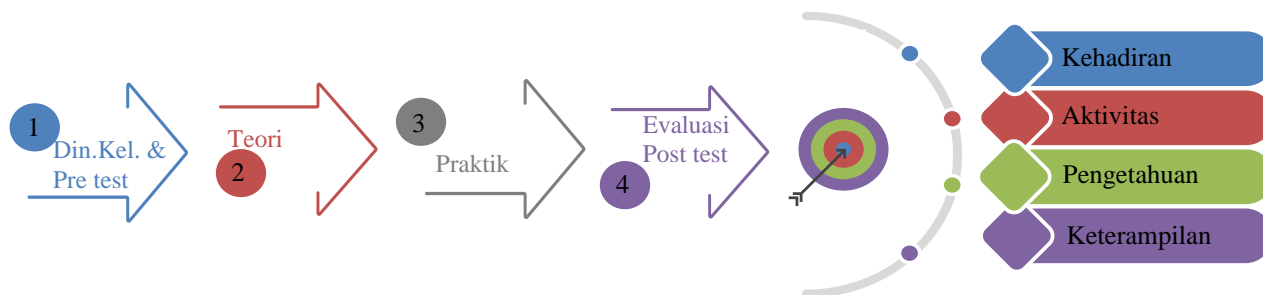 1
Din.Kel. &
Pre test
Teori
2
3
Praktik
Evaluasi
Post test
4
Kehadiran
Aktivitas
Pengetahuan
Keterampilan